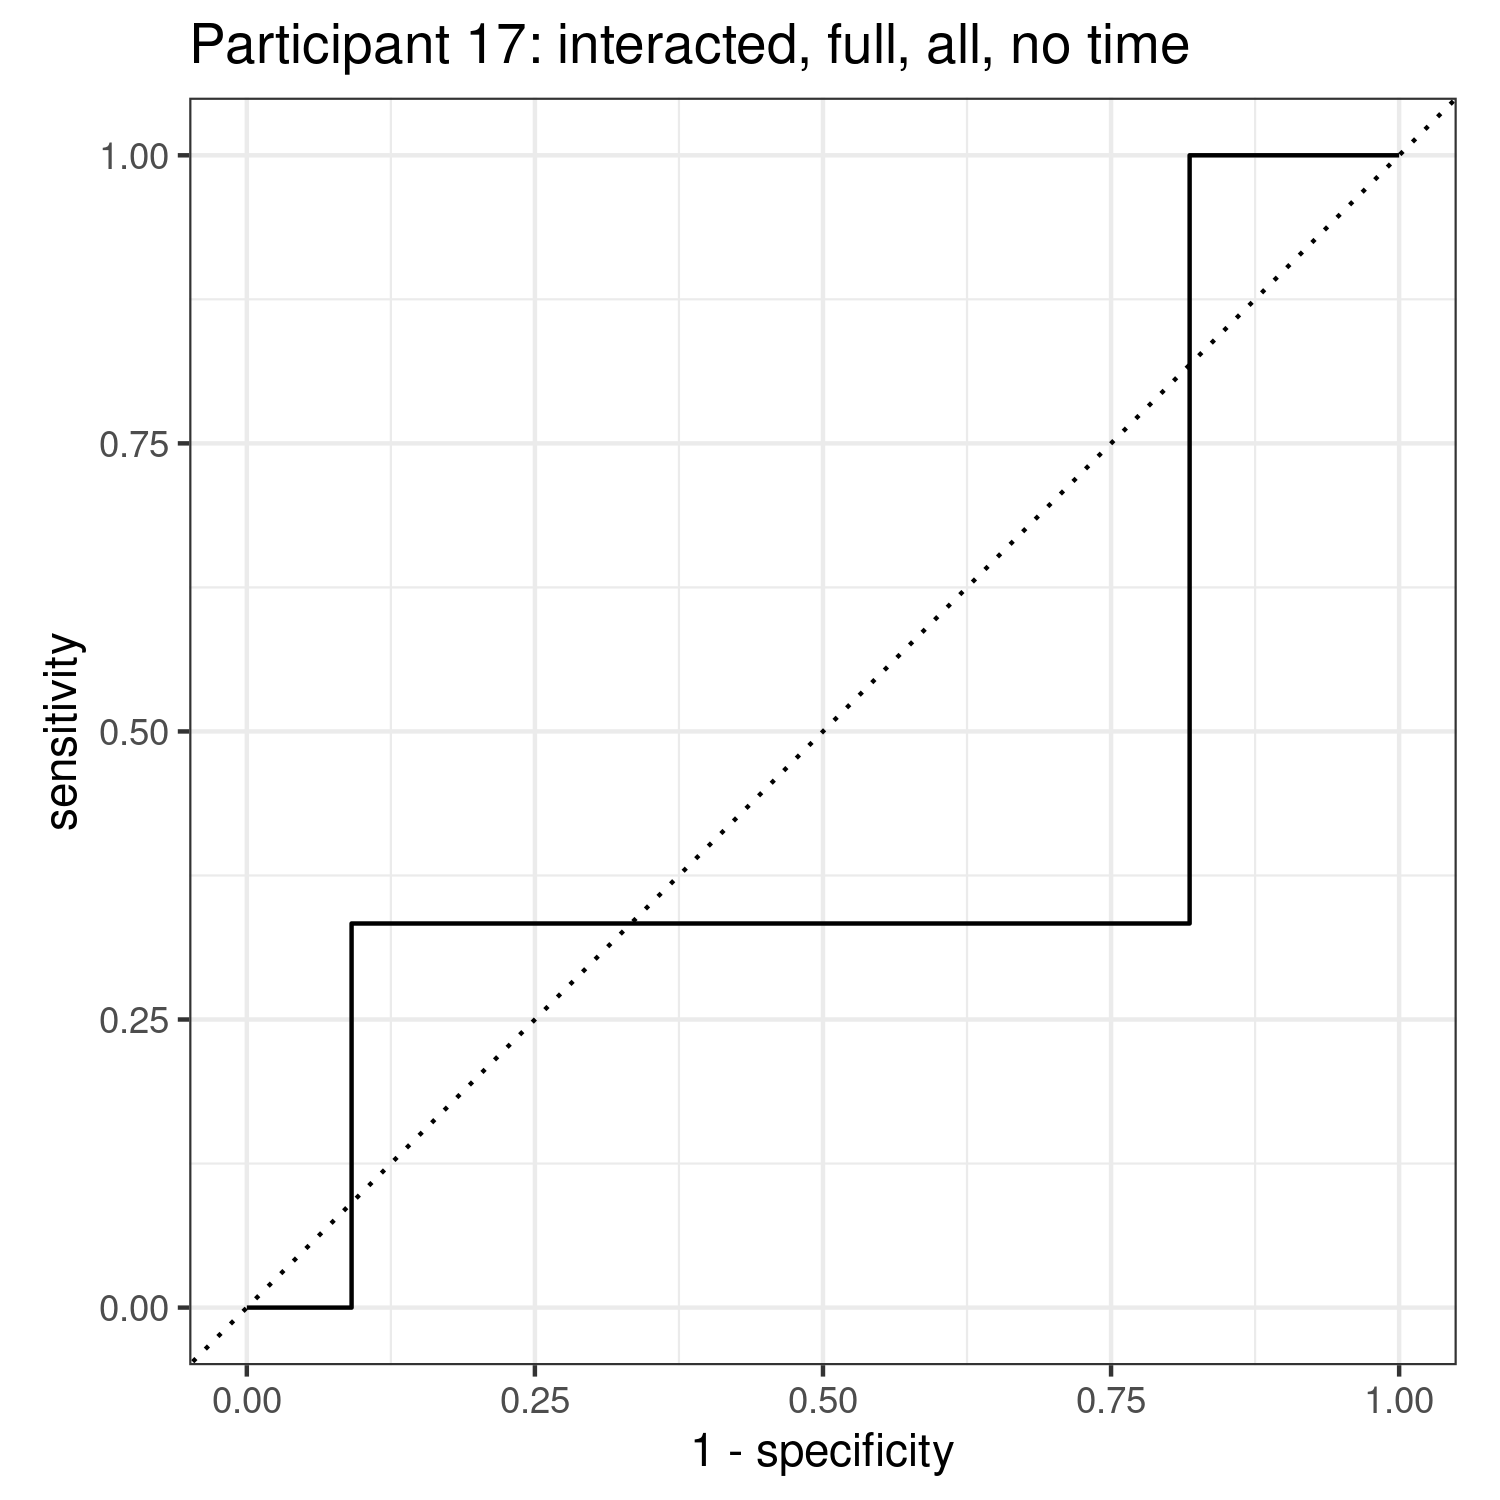 Participant 17: interacted, full, all, no time
1.00
0.75
0.50
0.25
0.00
sensitivity
0.00 0.25 0.50 0.75 1.00
1 - specificity